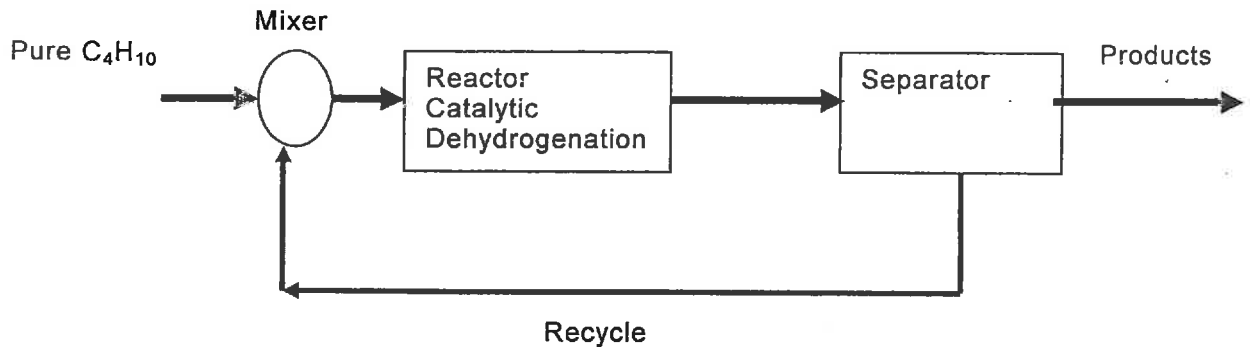 Mixer
Pure C₄H₁₀
Reactor
Catalytic
Dehydrogenation
Separator
Products
Recycle